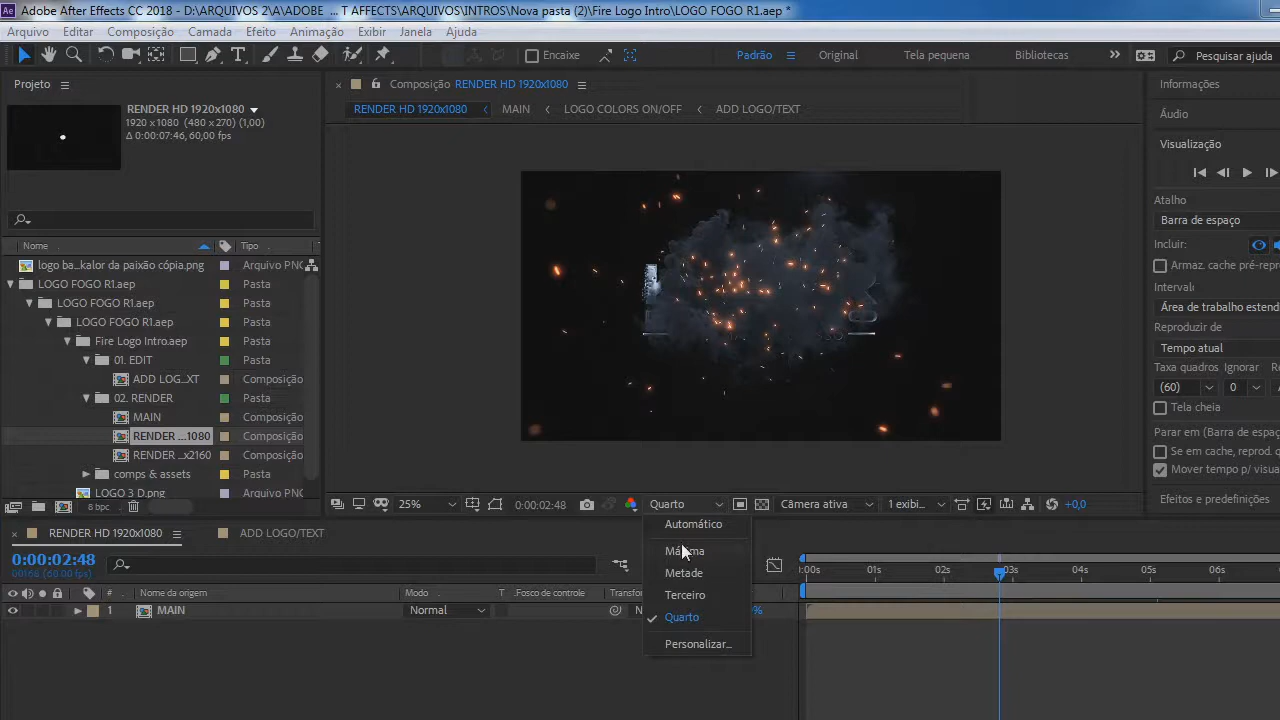 Adobe After Effects CC 2018 - D:\ARQUIVOS 2\A\ADOBE ... T AFFECTS\ARQUIVOS\INTROS\Nova pasta (2)\Fire Logo Intro\LOGO FOGO R1.aep *
Arquivo Editar Composição Camada Efeito Animação Exibir Janela Ajuda
Encaixe Padrão Original Tela pequena Bibliotecas Pesquisar ajuda
Projeto
Composição RENDER HD 1920x1080
Informações
RENDER HD 1920x1080
1920 x 1080 (480 x 270) (1,00)
Δ 0:00:07:46, 60,00 fps
RENDER HD 1920x1080 MAIN LOGO COLORS ON/OFF ADD LOGO/TEXT
Áudio
Visualização
Atalho
Barra de espaço
Incluir:
Armaz. cache pré-repr
Intervalo
Área de trabalho estend
Reproduzir de
Tempo atual
Taxa quadros Ignorar
(60) 0
Tela cheia
Parar em (Barra de espaç
Se em cache, reprod. q
Mover tempo p/ visua
Efeitos e predefinições
Nome Tipo
logo ba...kalor da paixão cópia.png Arquivo PNG
LOGO FOGO R1.aep Pasta
LOGO FOGO R1.aep Pasta
LOGO FOGO R1.aep Pasta
Fire Logo Intro.aep Pasta
01. EDIT Pasta
ADD LOG...XT Composição
02. RENDER Pasta
MAIN Composição
RENDER ...1080 Composição
RENDER ...x2160 Composição
comps & assets Pasta
LOGO 3 D.png Arquivo PNG
8 bpc
25% 0:00:02:48 Quarto Câmera ativa 1 exibi... +0,0
Automático
Máxima
Metade
Terceiro
Quarto
Personalizar...
RENDER HD 1920x1080 ADD LOGO/TEXT
0:00:02:48
00168 (60.00 fps)
Nome da origem Modo T Fosco de controle
MAIN Normal
1
:00s 01s 02s 03s 04s 05s 06s